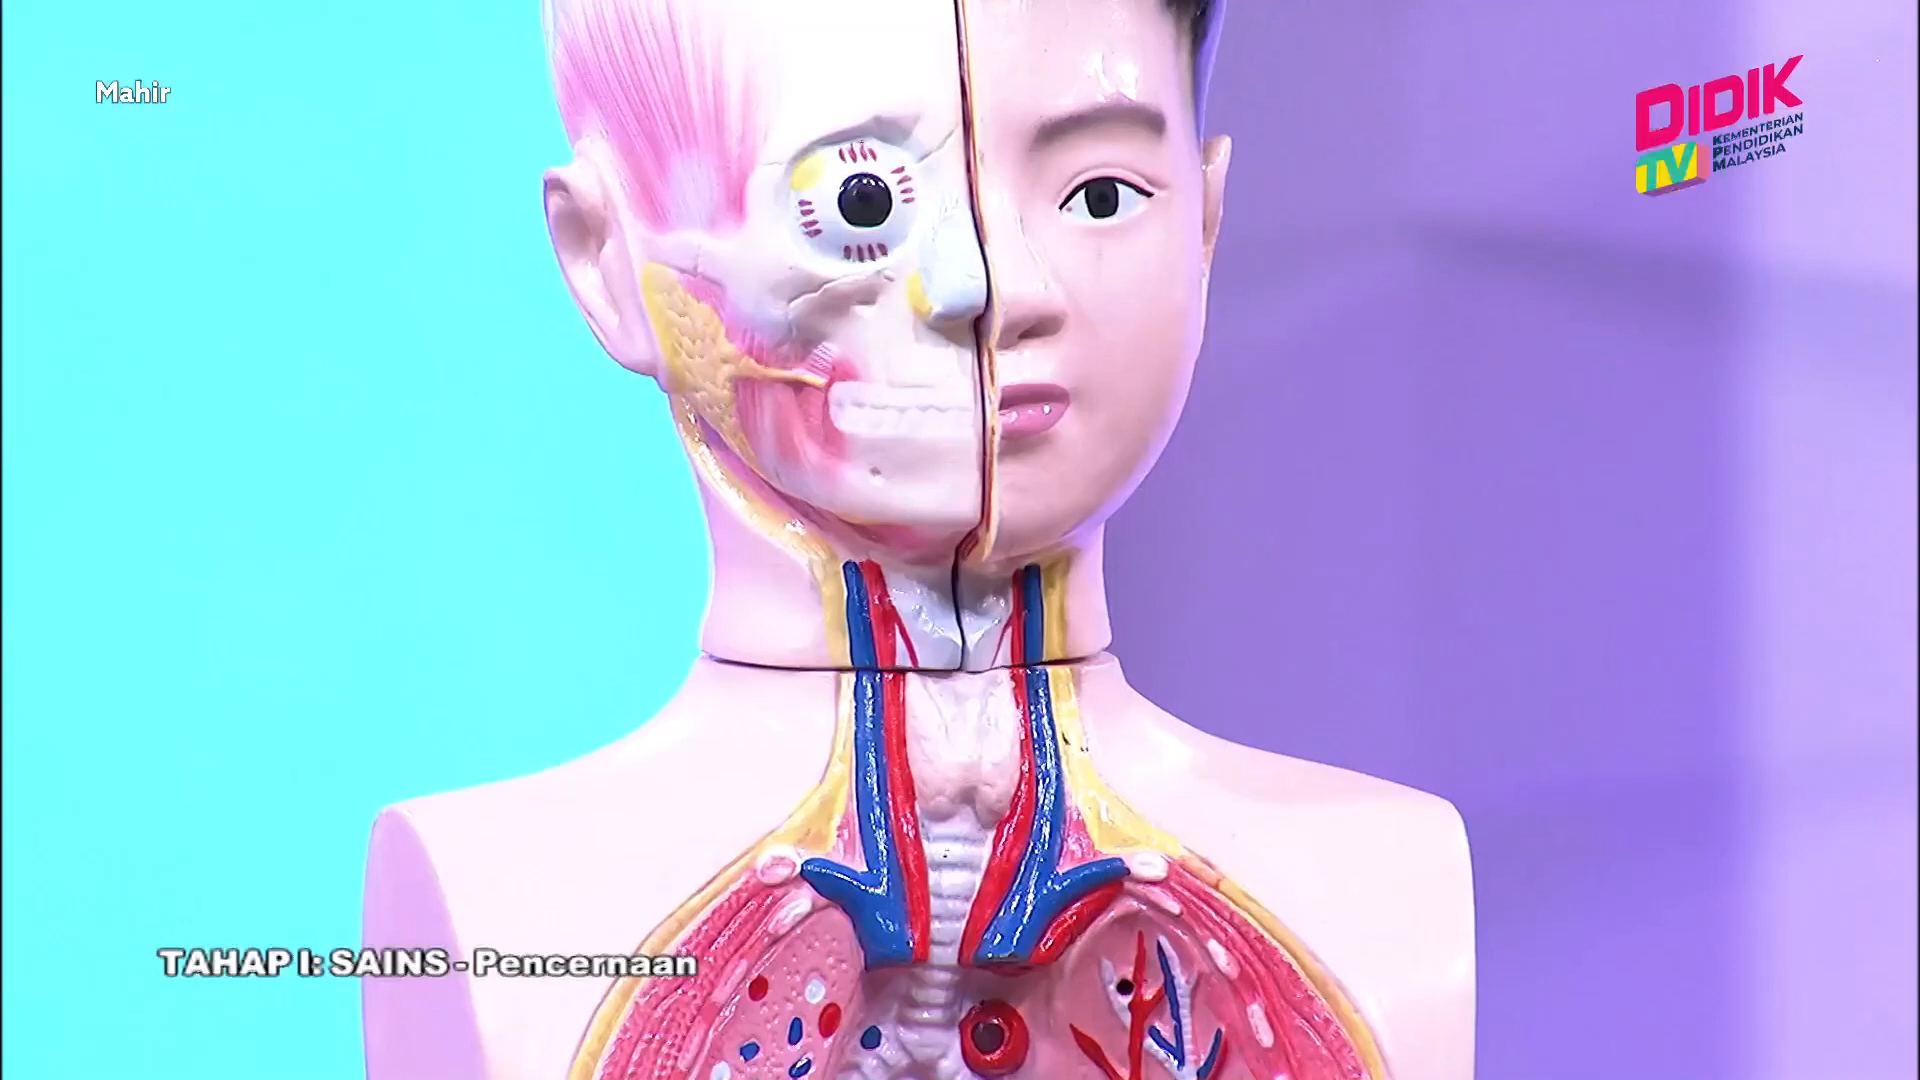 Mahir
DIDIK
TV
KEMENTERIAN
PENDIDIKAN
MALAYSIA
TAHAP I: SAINS - Pencernaan